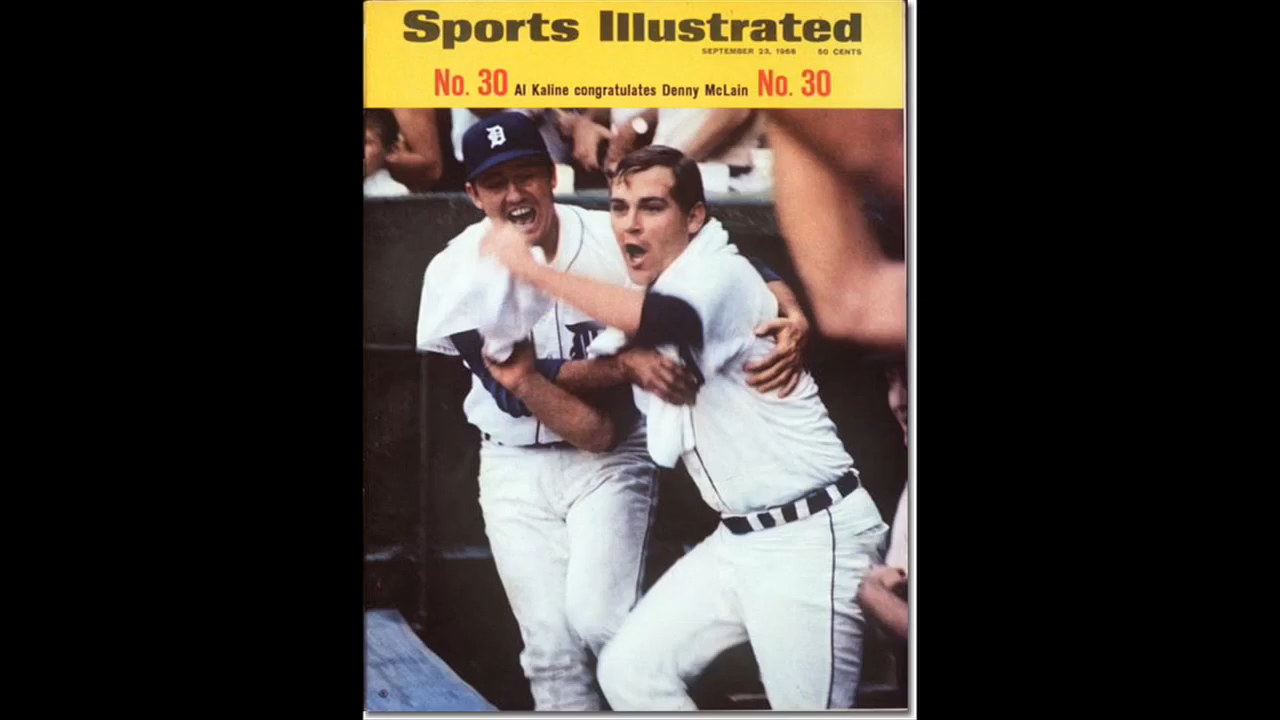 Sports Illustrated
SEPTEMBER 23, 1968 50 CENTS
No. 30 Al Kaline congratulates Denny McLain No. 30
D
D